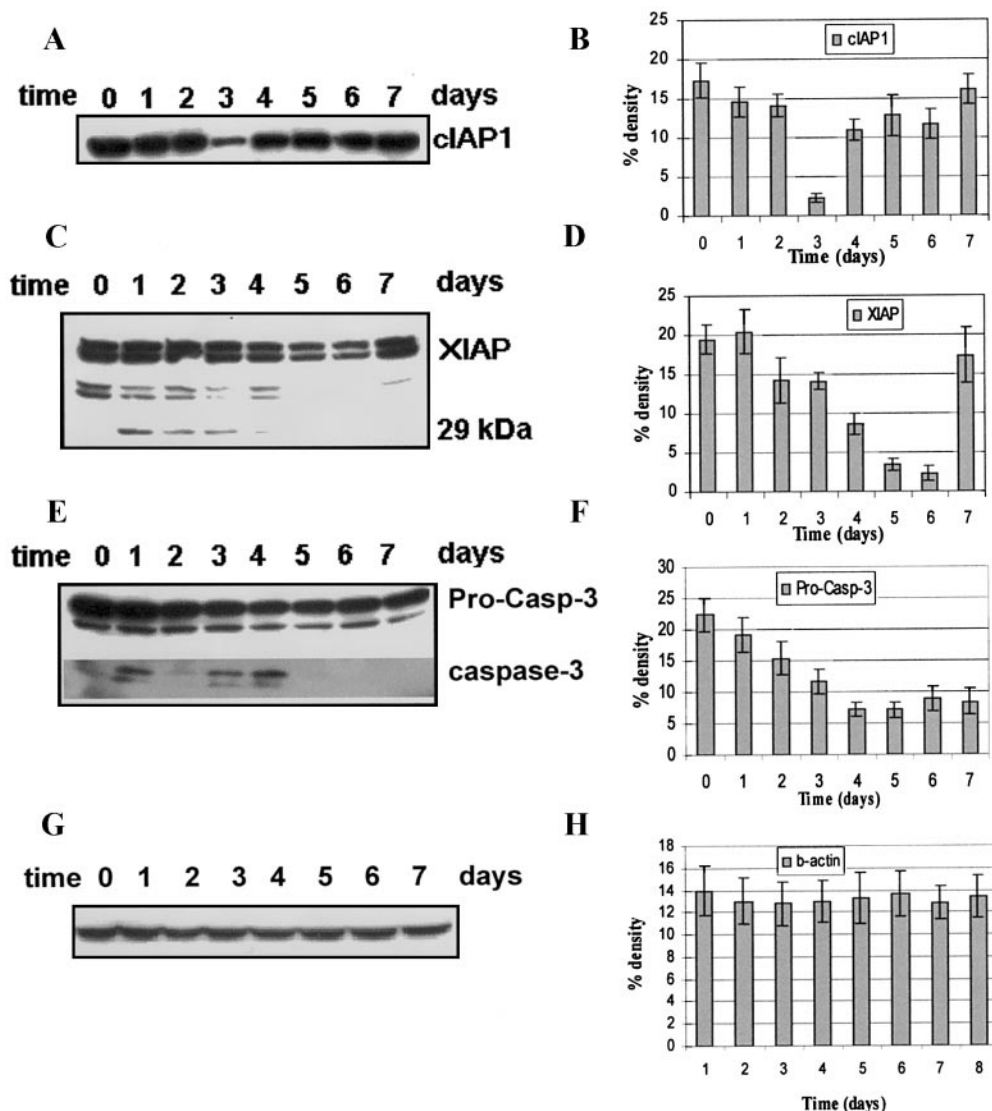 A
time 0 1 2 3 4 5 6 7 days
cIAP1
B
cIAP1
% density
25
20
15
10
5
0
0 1 2 3 4 5 6 7
Time (days)
C
time 0 1 2 3 4 5 6 7 days
XIAP
29 kDa
D
XIAP
% density
25
20
15
10
5
0
0 1 2 3 4 5 6 7
Time (days)
E
time 0 1 2 3 4 5 6 7 days
Pro-Casp-3
caspase-3
F
Pro-Casp-3
% density
30
25
20
15
10
5
0
0 1 2 3 4 5 6 7
Time (days)
G
time 0 1 2 3 4 5 6 7 days
H
b-actin
% density
18
16
14
12
10
8
6
4
2
0
1 2 3 4 5 6 7 8
Time (days)